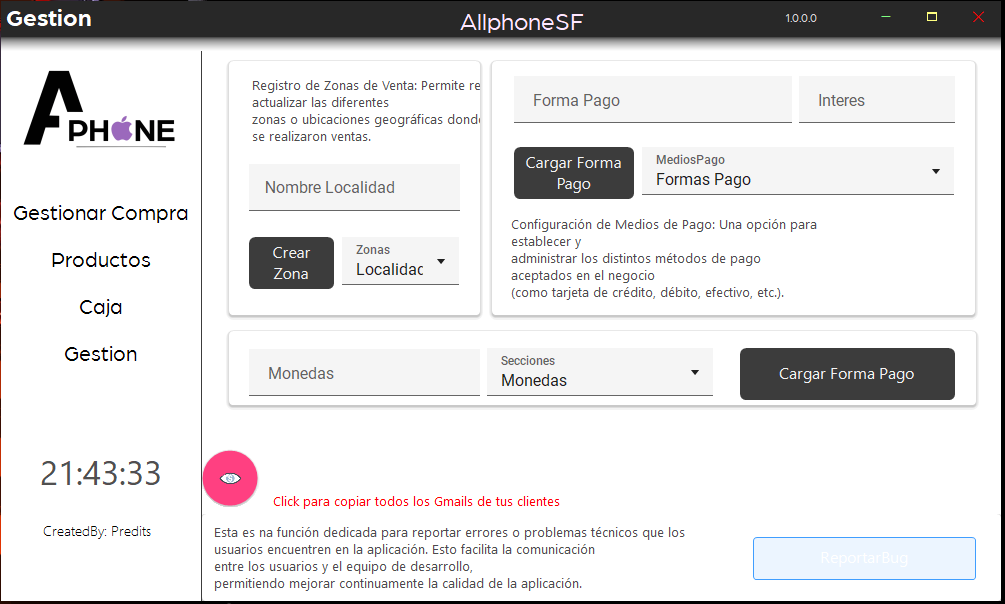 Gestion
AllphoneSF
1.0.0.0
APHONE
Gestionar Compra
Productos
Caja
Gestion
21:43:33
CreatedBy: Predits
Registro de Zonas de Venta: Permite re
actualizar las diferentes
zonas o ubicaciones geográficas dond
se realizaron ventas.
Nombre Localidad
Crear
Zona
Zonas
Localidac
Forma Pago
Interes
Cargar Forma
Pago
MediosPago
Formas Pago
Configuración de Medios de Pago: Una opción para
establecer y
administrar los distintos métodos de pago
aceptados en el negocio
(como tarjeta de crédito, débito, efectivo, etc.).
Monedas
Secciones
Monedas
Cargar Forma Pago
Click para copiar todos los Gmails de tus clientes
Esta es na función dedicada para reportar errores o problemas técnicos que los
usuarios encuentren en la aplicación. Esto facilita la comunicación
entre los usuarios y el equipo de desarrollo,
permitiendo mejorar continuamente la calidad de la aplicación.
ReportarBug